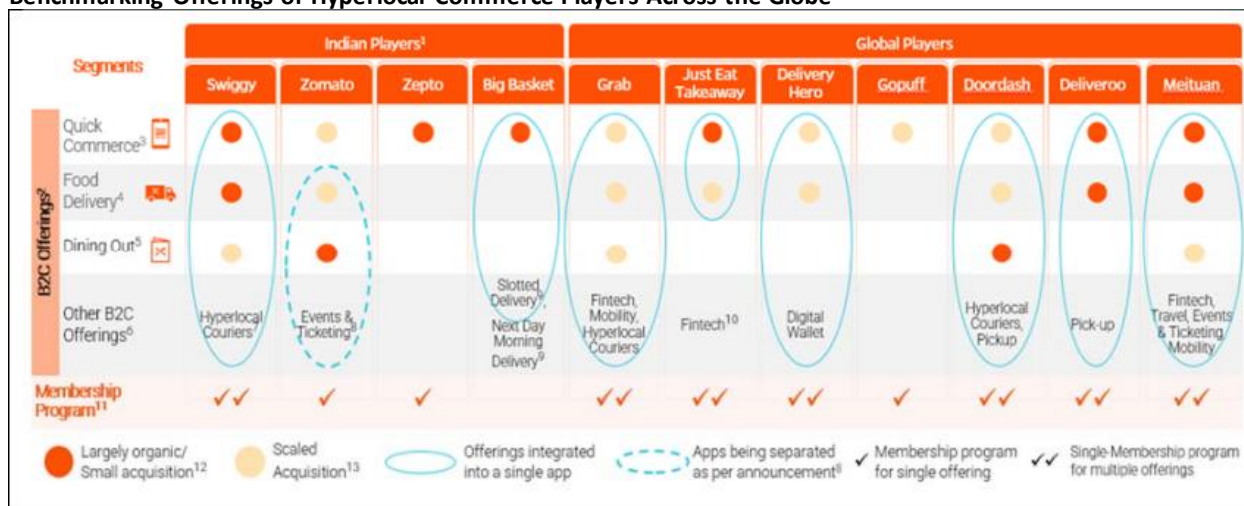 Benchmarking Offerings of Hyperlocal Commerce Players Across the Globe
Segments
Indian Players1
Global Players
Swiggy
Zomato
Zepto
Big Basket
Grab
Just Eat
Takeaway
Delivery
Hero
Gopuff
Doordash
Deliveroo
Meituan
B2C Offerings2
Quick
Commerce3
Food
Delivery4
Dining Out5
Other B2C
Offerings6
Hyperlocal
Couriers7
Events &
Ticketing8
Slotted
Delivery9,
Next Day
Morning
Delivery9
Fintech,
Mobility,
Hyperlocal
Couriers
Fintech10
Digital
Wallet
Hyperlocal
Couriers,
Pickup
Pick-up
Fintech,
Travel, Events
& Ticketing,
Mobility
Membership
Program11
✓✓
✓
✓
✓✓
✓✓
✓✓
✓
✓✓
✓✓
✓✓
Largely organic/
Small acquisition12
Scaled
Acquisition13
Offerings integrated
into a single app
Apps being separated
as per announcement8
✓ Membership program
for single offering
✓✓ Single-Membership program
for multiple offerings